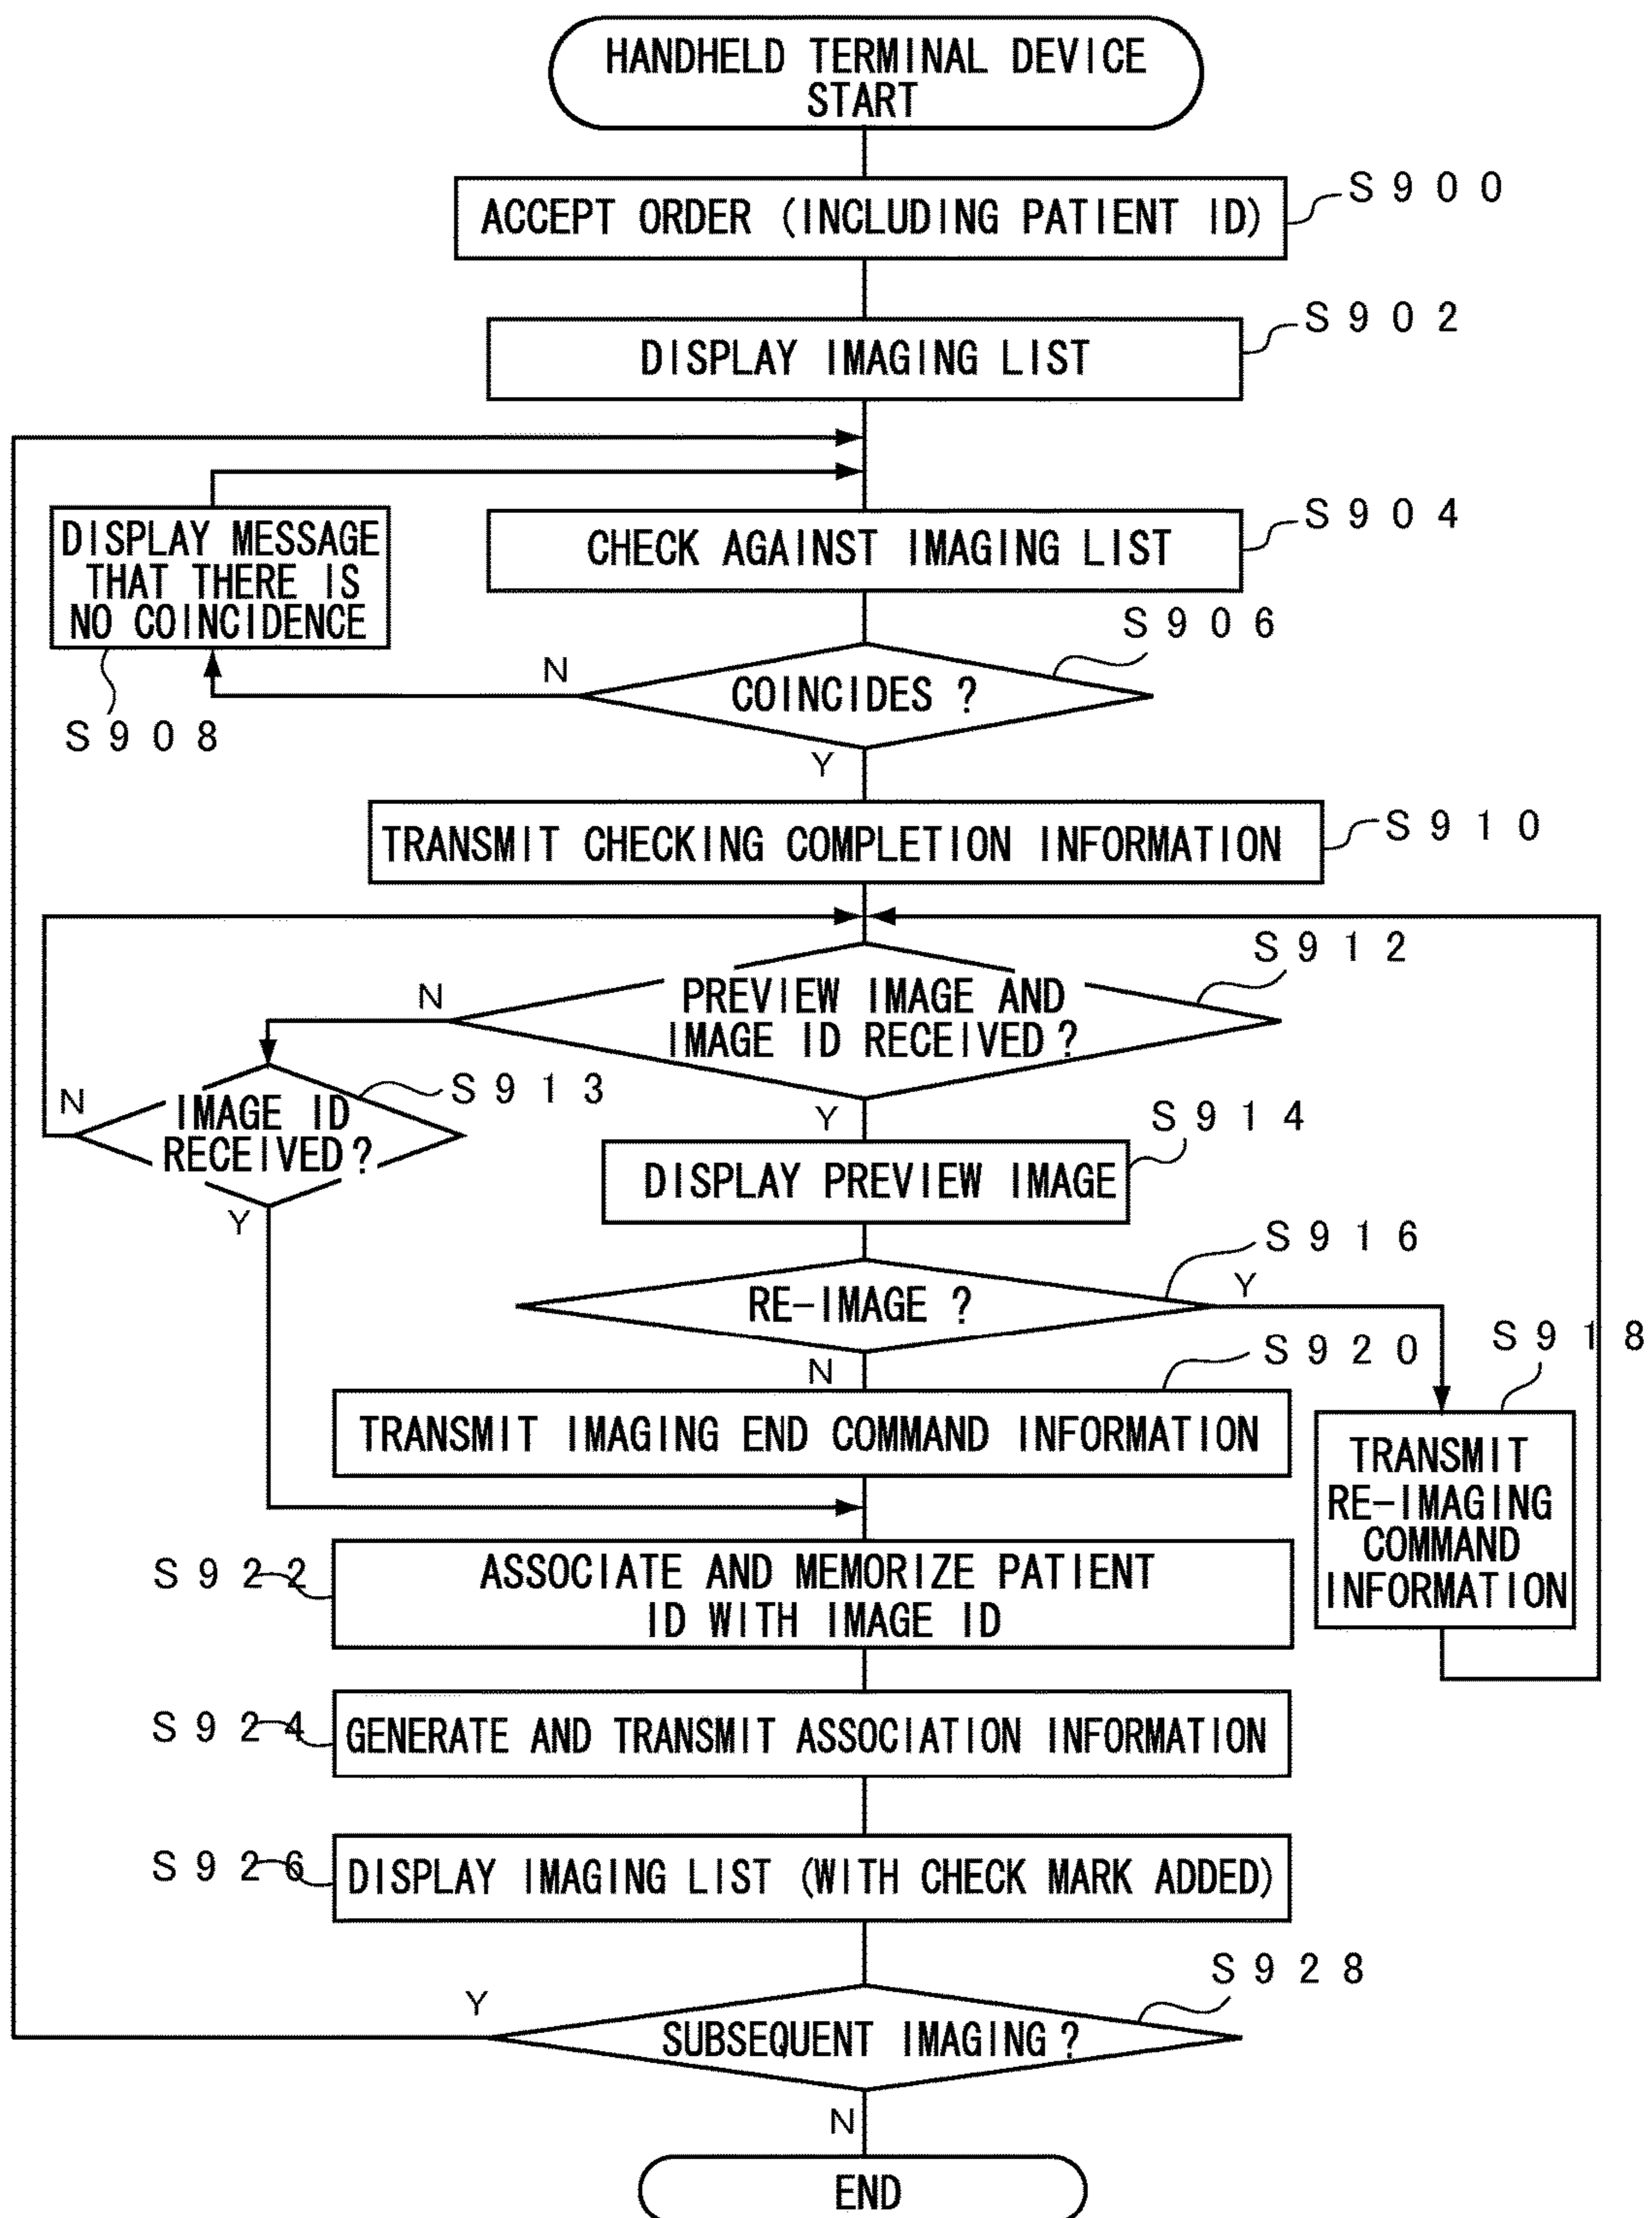 HANDHELD TERMINAL DEVICE
START
ACCEPT ORDER (INCLUDING PATIENT ID)
S900
DISPLAY IMAGING LIST
S902
DISPLAY MESSAGE
THAT THERE IS
NO COINCIDENCE
S908
CHECK AGAINST IMAGING LIST
S904
COINCIDES ?
S906
N
Y
TRANSMIT CHECKING COMPLETION INFORMATION
S910
PREVIEW IMAGE AND
IMAGE ID RECEIVED ?
S912
N
Y
IMAGE ID
RECEIVED ?
S913
N
Y
DISPLAY PREVIEW IMAGE
S914
RE-IMAGE ?
S916
Y
N
S918
TRANSMIT
RE-IMAGING
COMMAND
INFORMATION
TRANSMIT IMAGING END COMMAND INFORMATION
S920
S922
ASSOCIATE AND MEMORIZE PATIENT
ID WITH IMAGE ID
S924
GENERATE AND TRANSMIT ASSOCIATION INFORMATION
S926
DISPLAY IMAGING LIST (WITH CHECK MARK ADDED)
S928
Y
SUBSEQUENT IMAGING ?
N
END